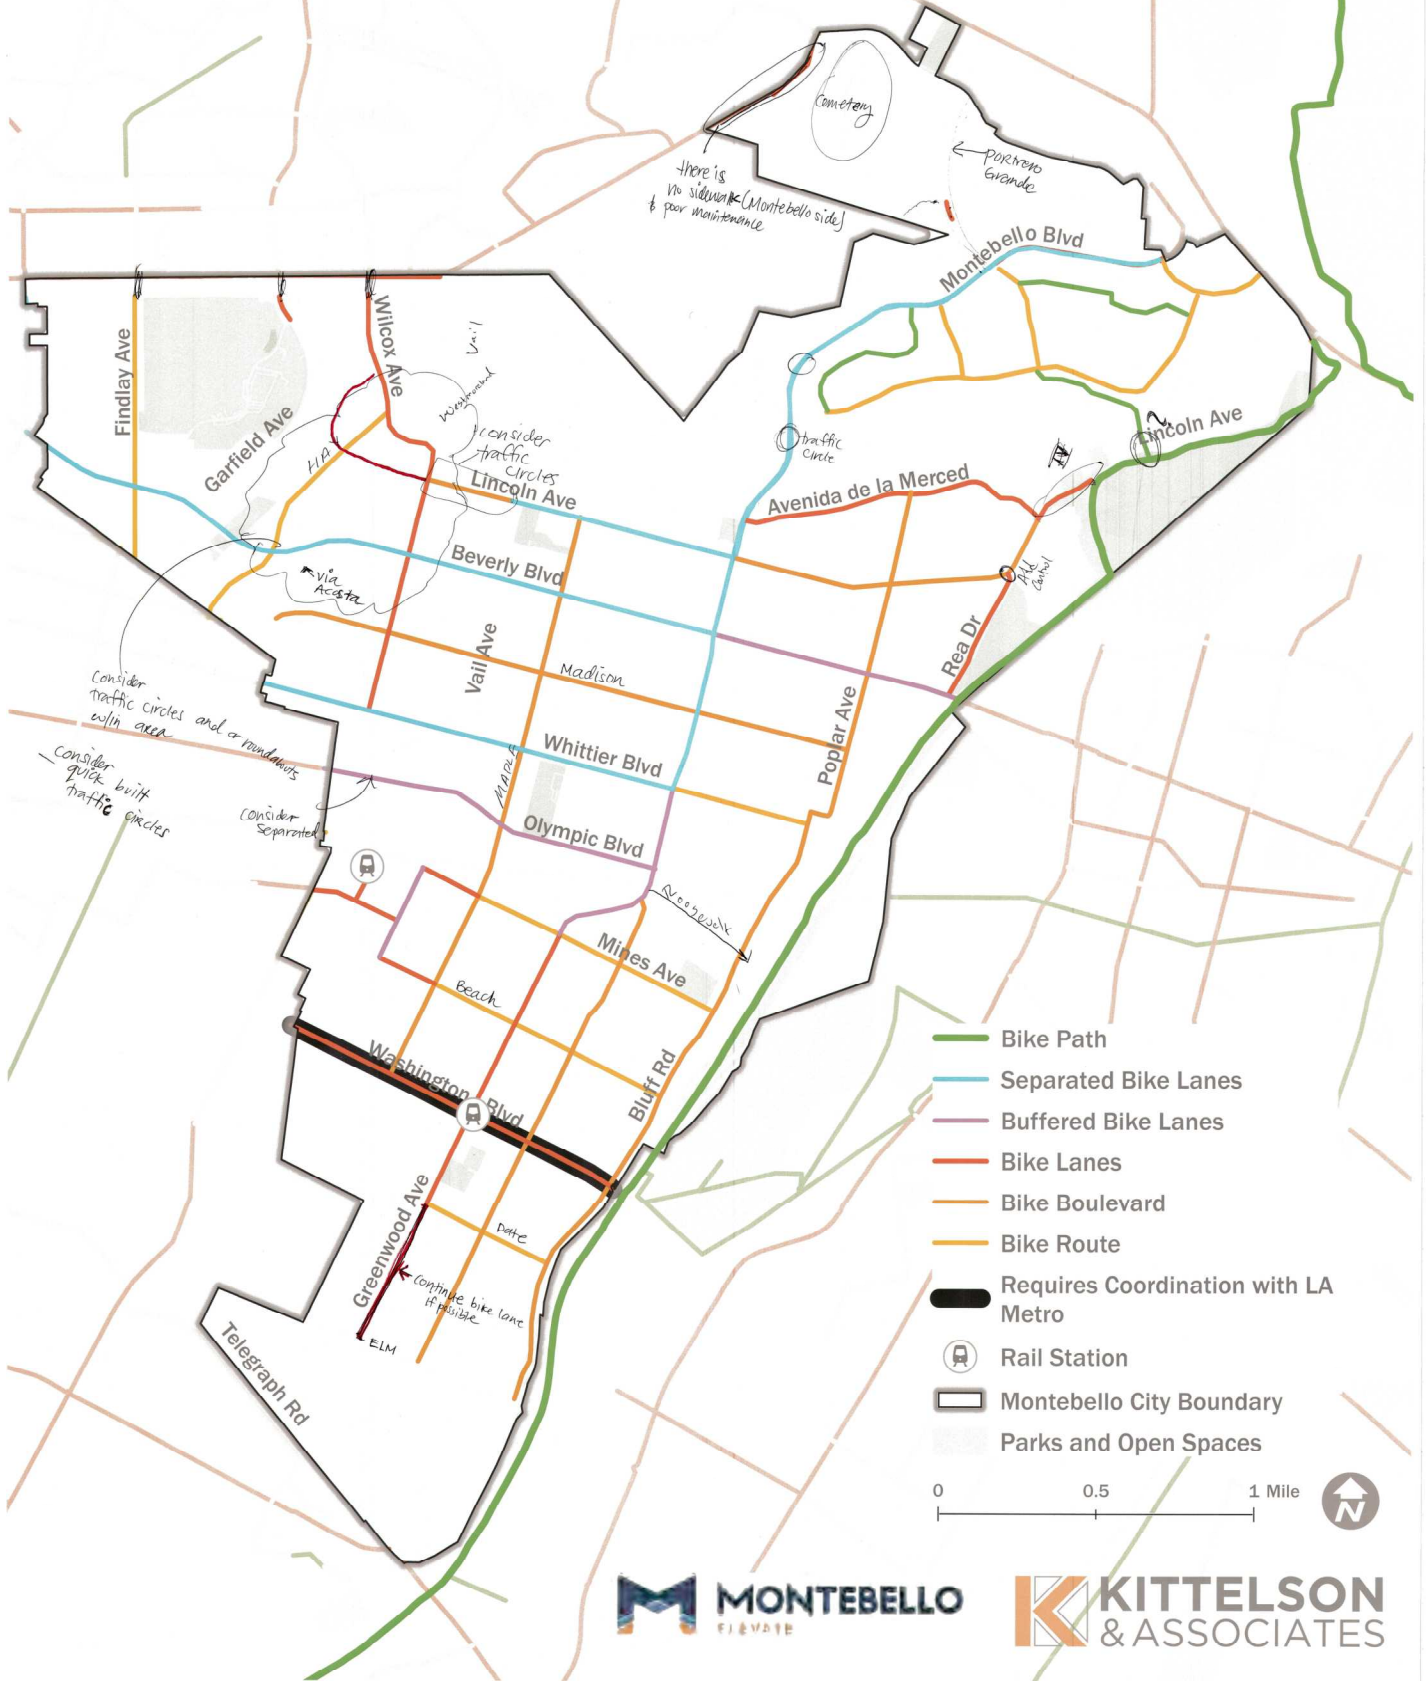 Cometery
PORTRERO
Grande
there is
no sidewalk (Montebello side)
& poor maintenance
Montebello Blvd
Findlay Ave
Wilcox Ave
Vail
Garfield Ave
consider
traffic
circles
traffic
circle
?
Lincoln Ave
IV
HA
Lincoln Ave
Avenida de la Merced
Beverly Blvd
via
Acosta
Add
Control
Rea Dr
Vail Ave
Madison
consider
traffic circles and or roundabouts
w/in area
Poplar Ave
Whittier Blvd
consider
quick built
traffic circles
MAPLE
consider
separated
Olympic Blvd
Mines Ave
Beach
Washington Blvd
Bluff Rd
Greenwood Ave
Date
continue bike lane
if possible
ELM
Telegraph Rd
Bike Path
Separated Bike Lanes
Buffered Bike Lanes
Bike Lanes
Bike Boulevard
Bike Route
Requires Coordination with LA
Metro
Rail Station
Montebello City Boundary
Parks and Open Spaces
0 0.5 1 Mile
N
MONTEBELLO
ELEVATE
KITTELSON
& ASSOCIATES